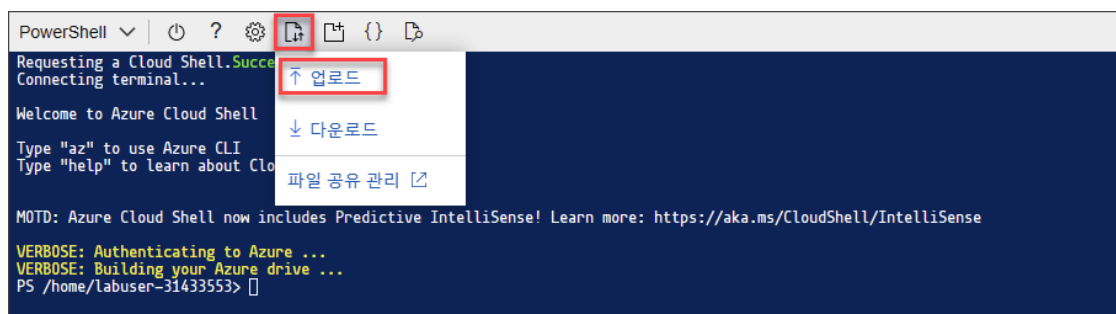 PowerShell
? {}
Requesting a Cloud Shell.Succe
업로드
Connecting terminal...
Welcome to Azure Cloud Shell
다운로드
Type "az" to use Azure CLI
Type "help" to learn about Clo
파일 공유 관리
MOTD: Azure Cloud Shell now includes Predictive IntelliSense! Learn more: https://aka.ms/CloudShell/IntelliSense
VERBOSE: Authenticating to Azure ...
VERBOSE: Building your Azure drive ...
PS /home/labuser-31433553>